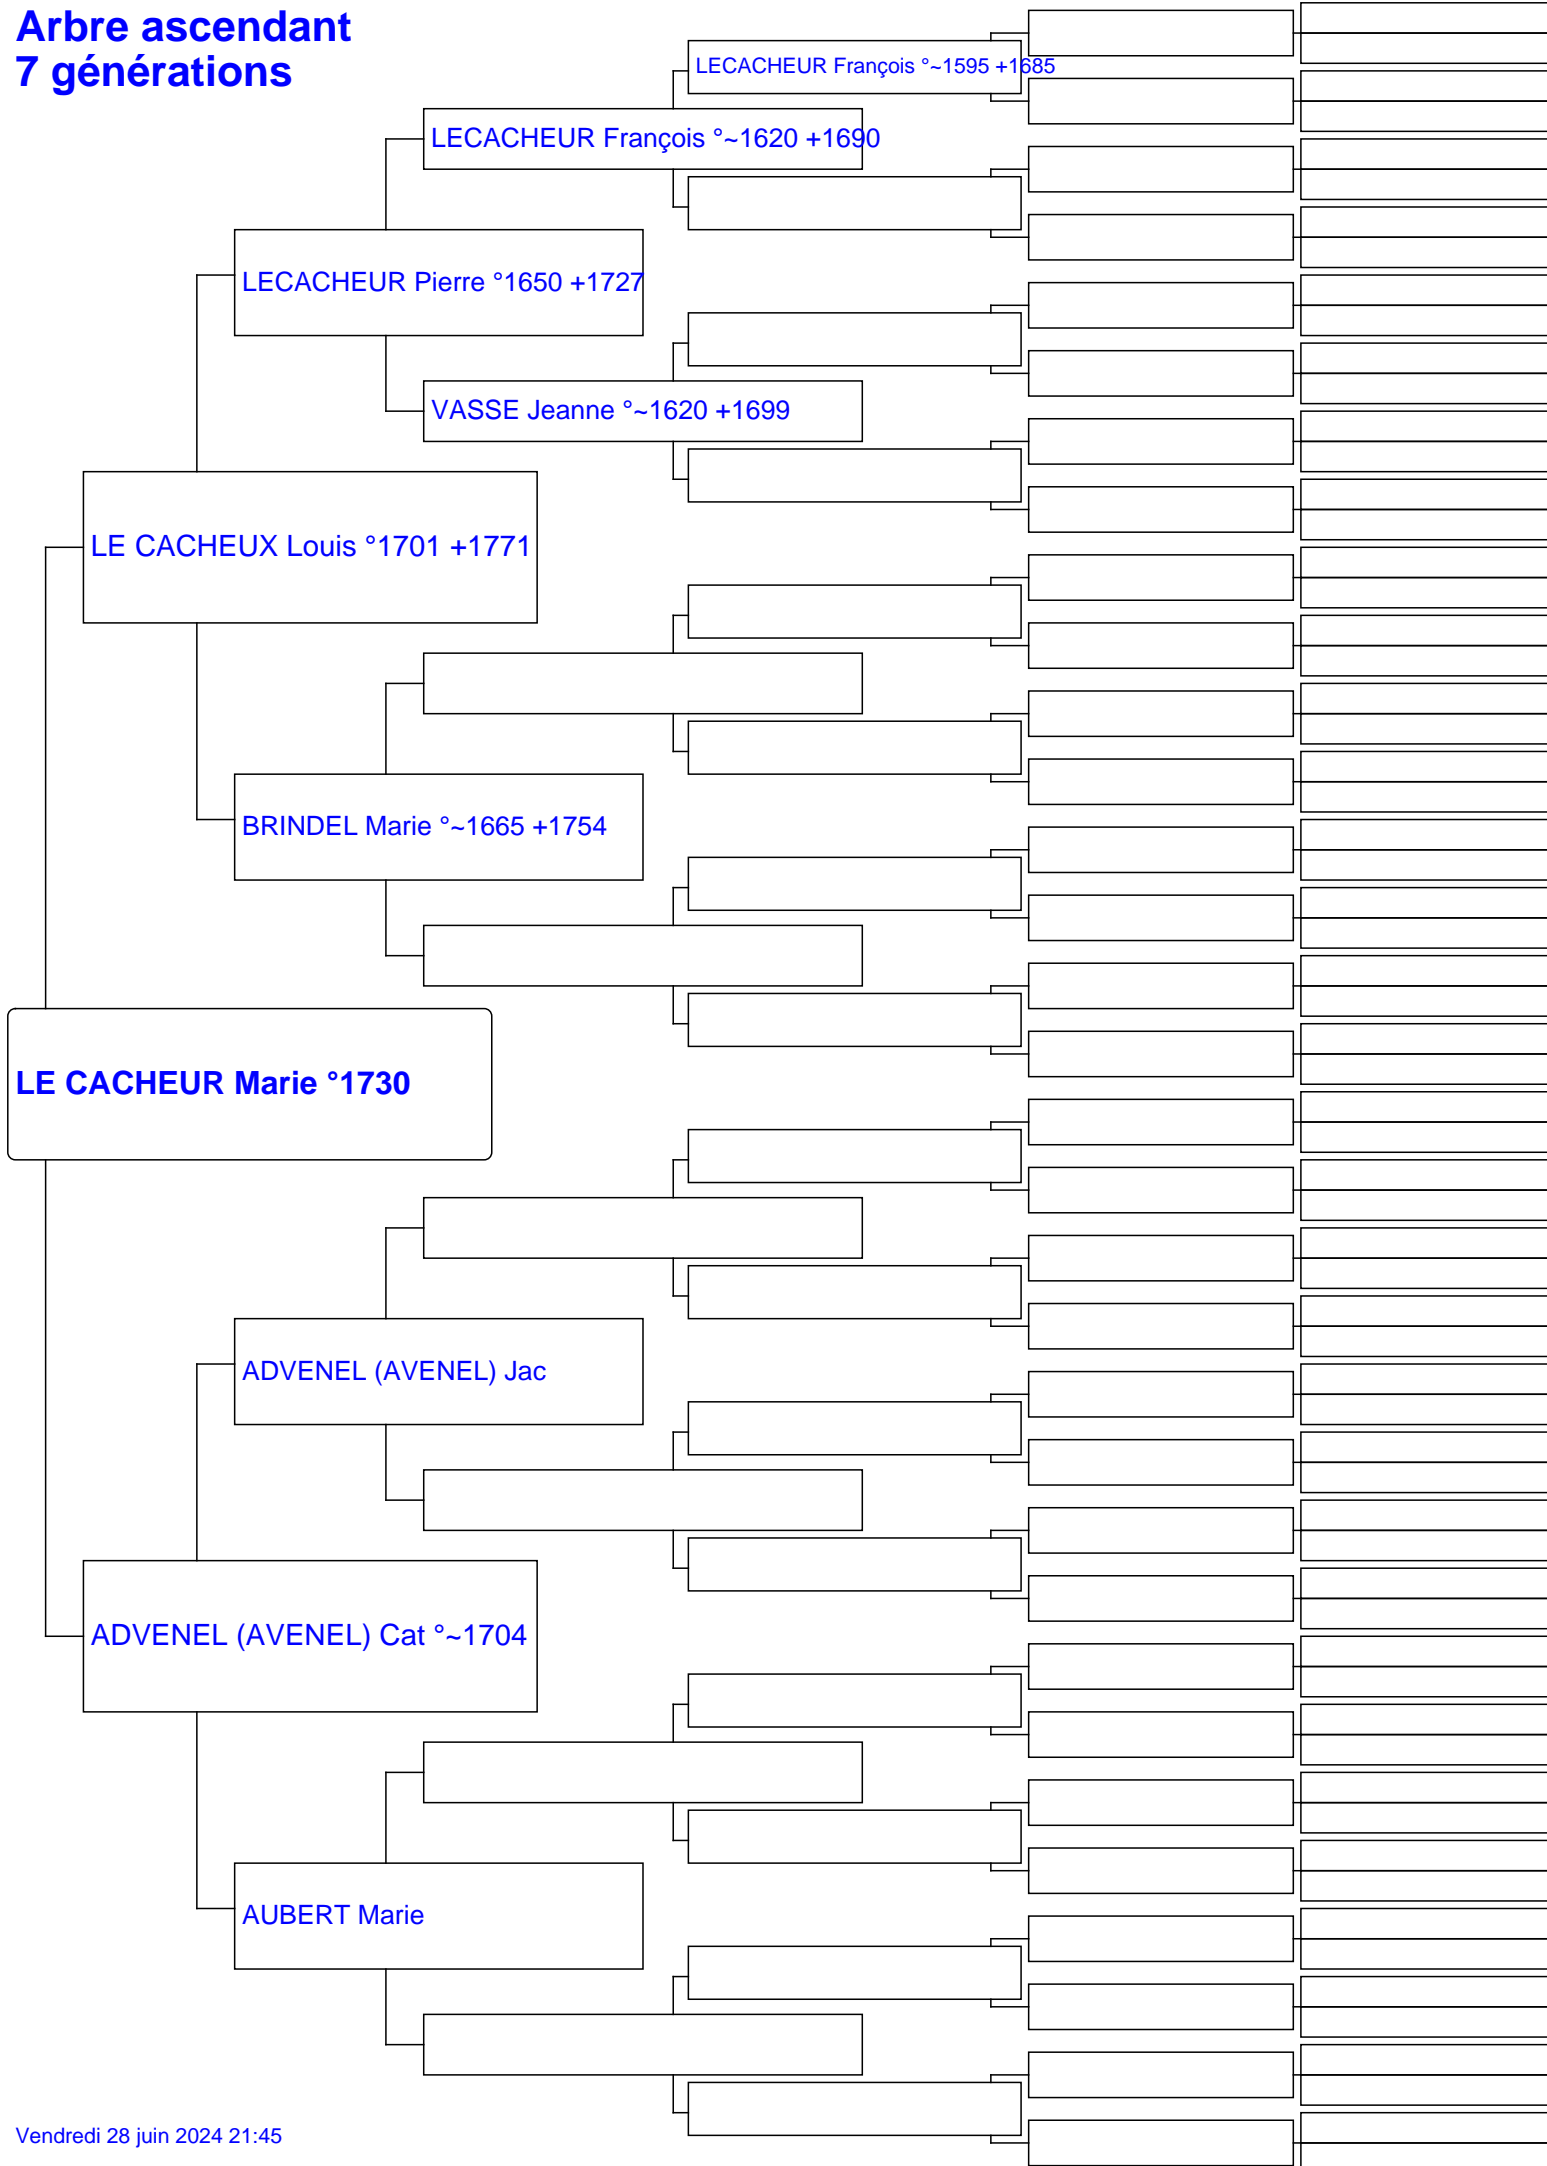 Arbre ascendant
7 générations
LECACHEUR François °~1595 +1685
LECACHEUR François °~1620 +1690
LECACHEUR Pierre °1650 +1727
VASSE Jeanne °~1620 +1699
LE CACHEUX Louis °1701 +1771
BRINDEL Marie °~1665 +1754
LE CACHEUR Marie °1730
ADVENEL (AVENEL) Jac
ADVENEL (AVENEL) Cat °~1704
AUBERT Marie
Vendredi 28 juin 2024 21:45